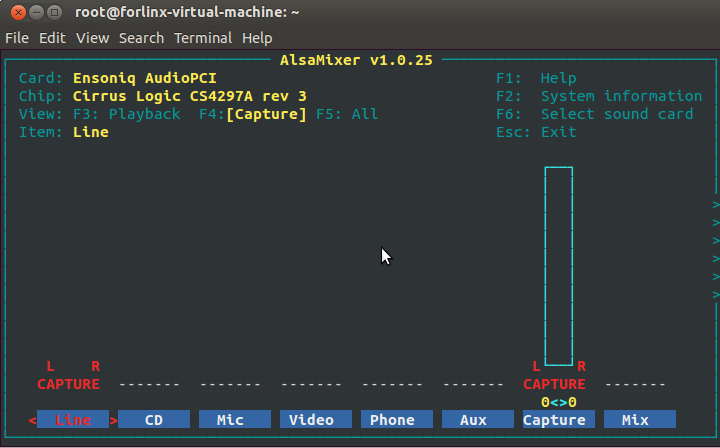 root@forlinx-virtual-machine: ~
File Edit View Search Terminal Help
AlsaMixer v1.0.25
Card: Ensoniq AudioPCI F1: Help
Chip: Cirrus Logic CS4297A rev 3 F2: System information
View: F3: Playback F4:[Capture] F5: All F6: Select sound card
Item: Line Esc: Exit
>
>
>
>
>
>
L R L R
CAPTURE ------- ------- ------- ------- ------- CAPTURE -------
0<>0
< Line > CD Mic Video Phone Aux Capture Mix